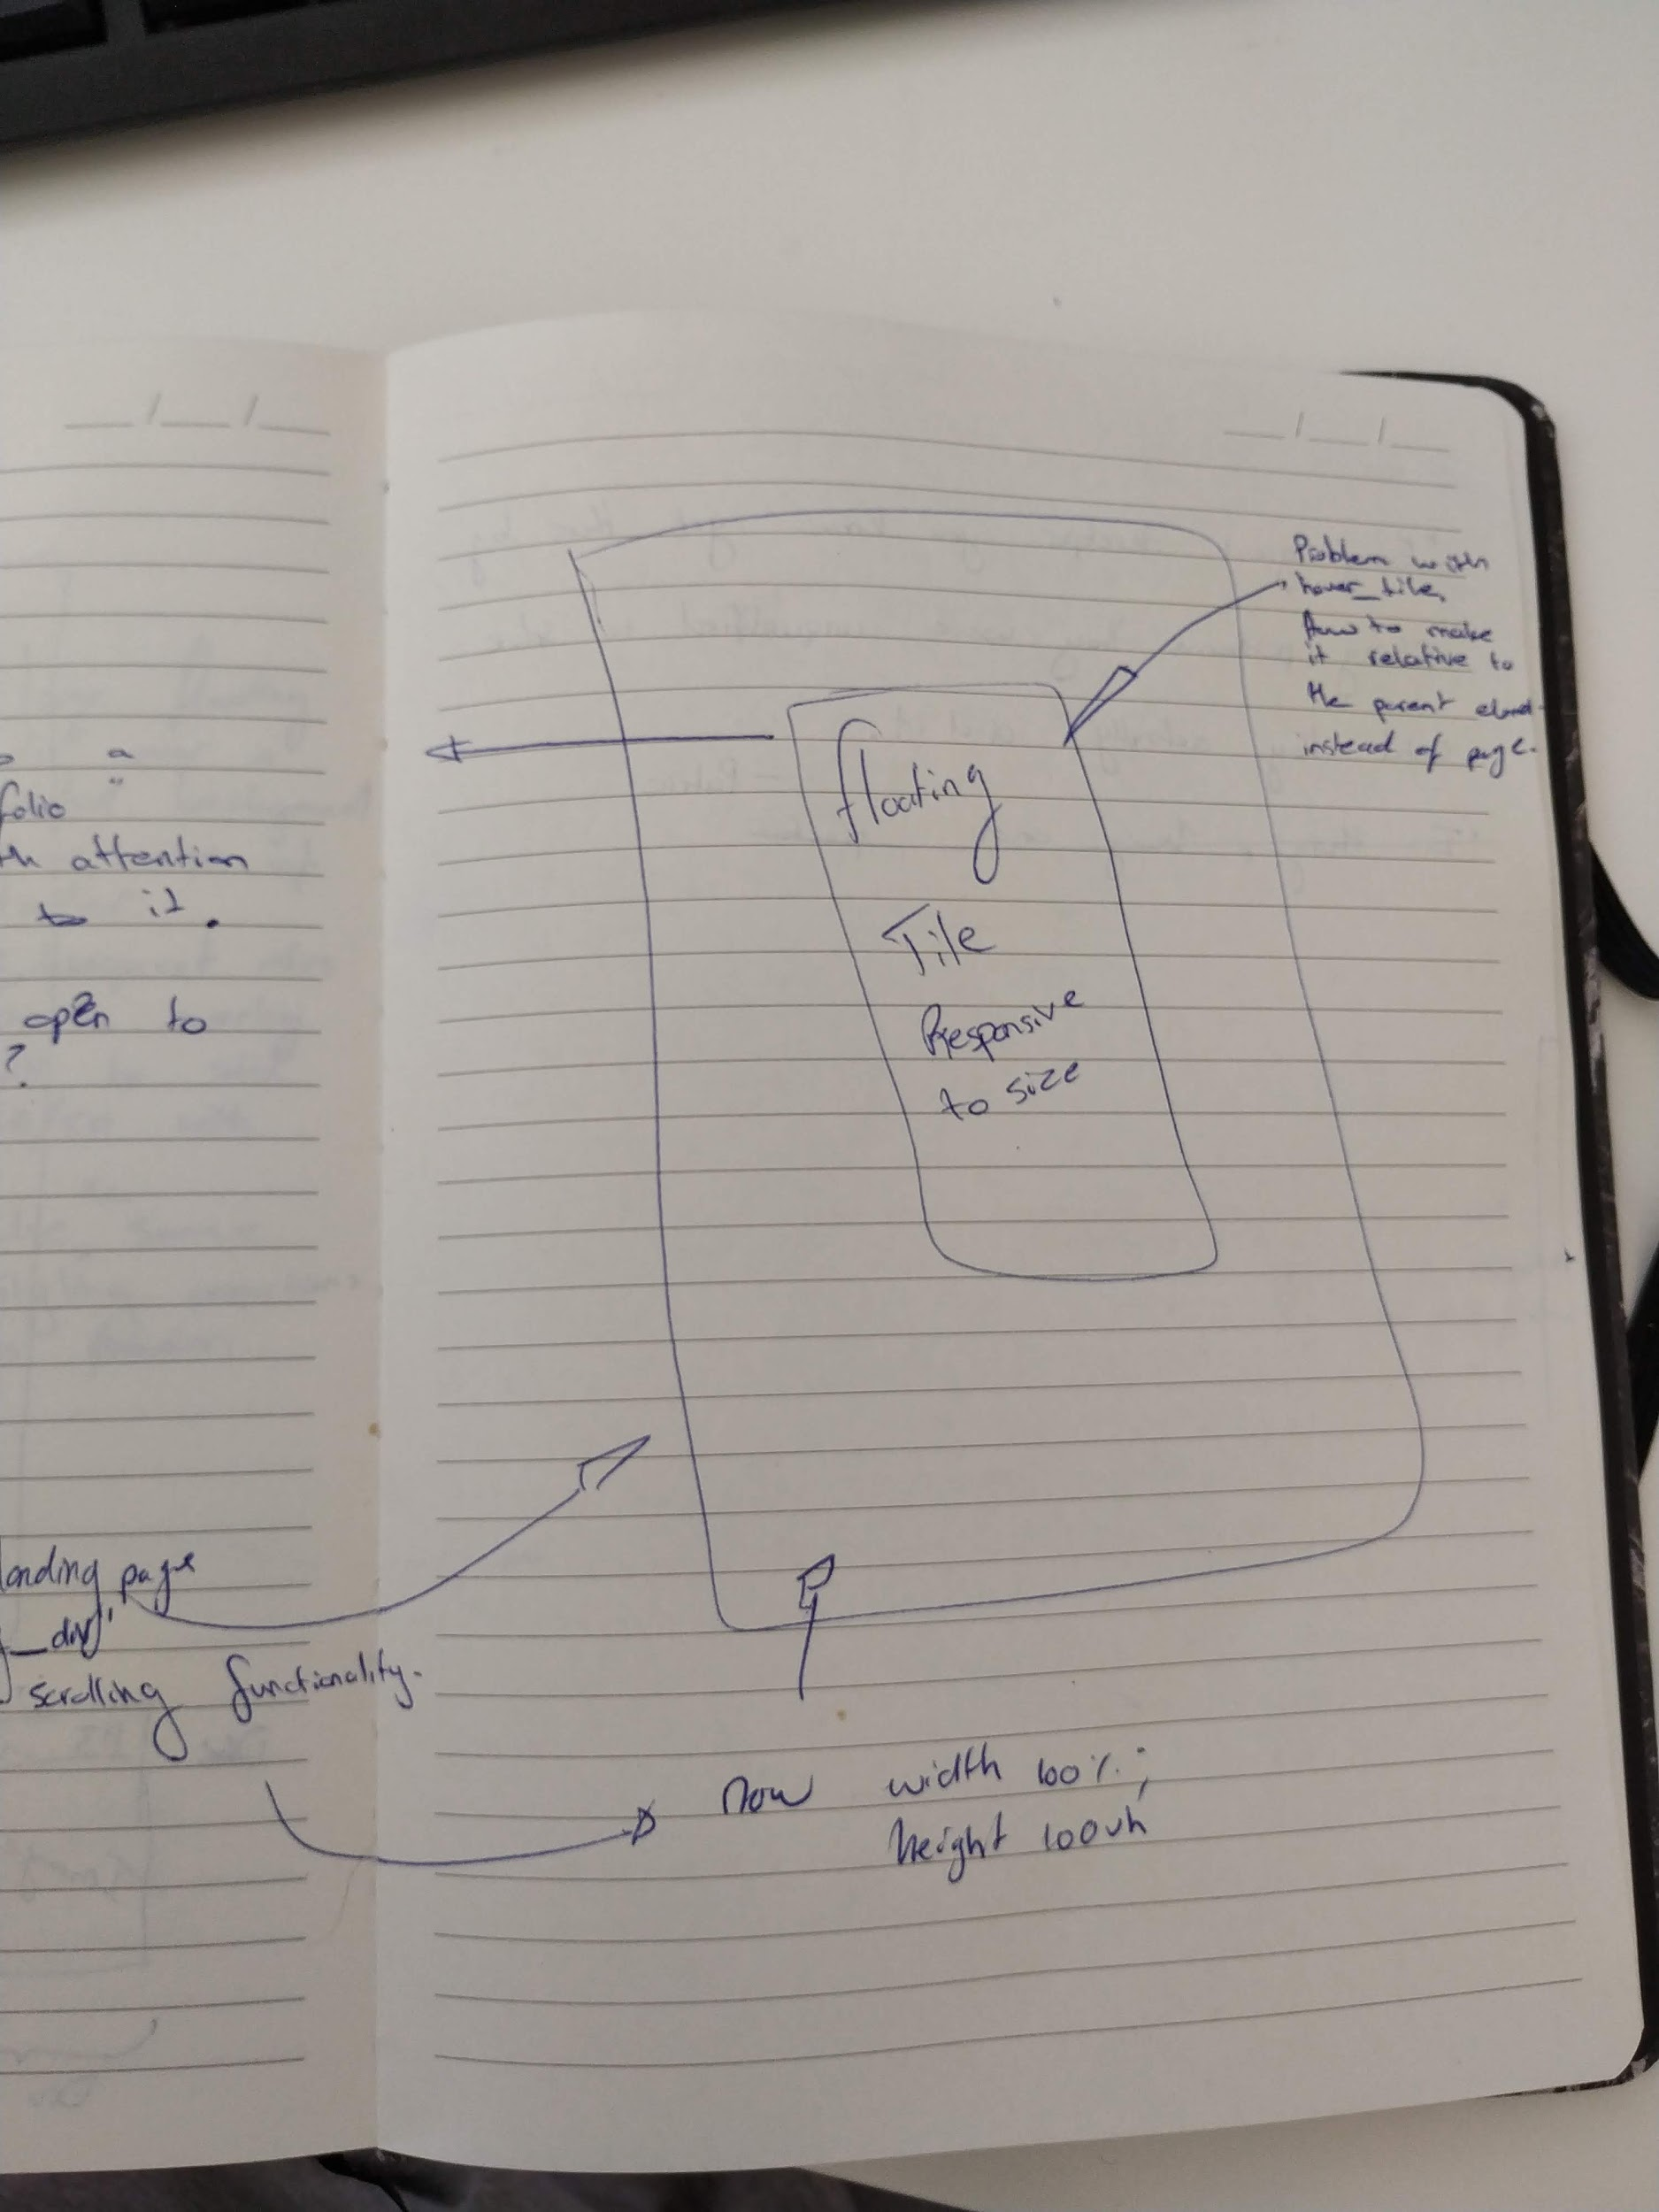 a
folio
attention
to it.
open to
?
landing page
_div'
scrolling functionality.
Problem with
hover_tile,
how to make
it relative to
the parent
instead of page.
floating
Tile
Responsive
to size
now width 100%;
height 100vh